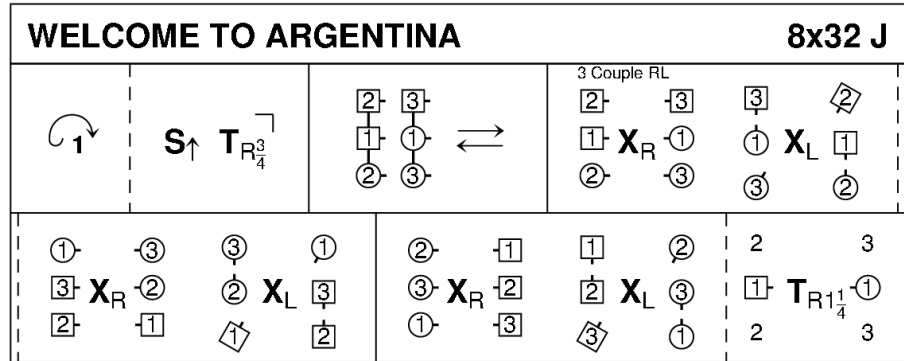 WELCOME TO ARGENTINA 8x32 J
1 S↑ T R 3/4
2 3
1 1
2 3
3 Couple RL
2 3 3 2
1 X R 1 1 X L 1
2 3 3 2
1 3 3 1
3 X R 2 2 X L 3
2 1 1 2
2 1 1 2
3 X R 2 2 X L 3
1 3 3 1
2 3
1 T R 1 1/4 1
2 3